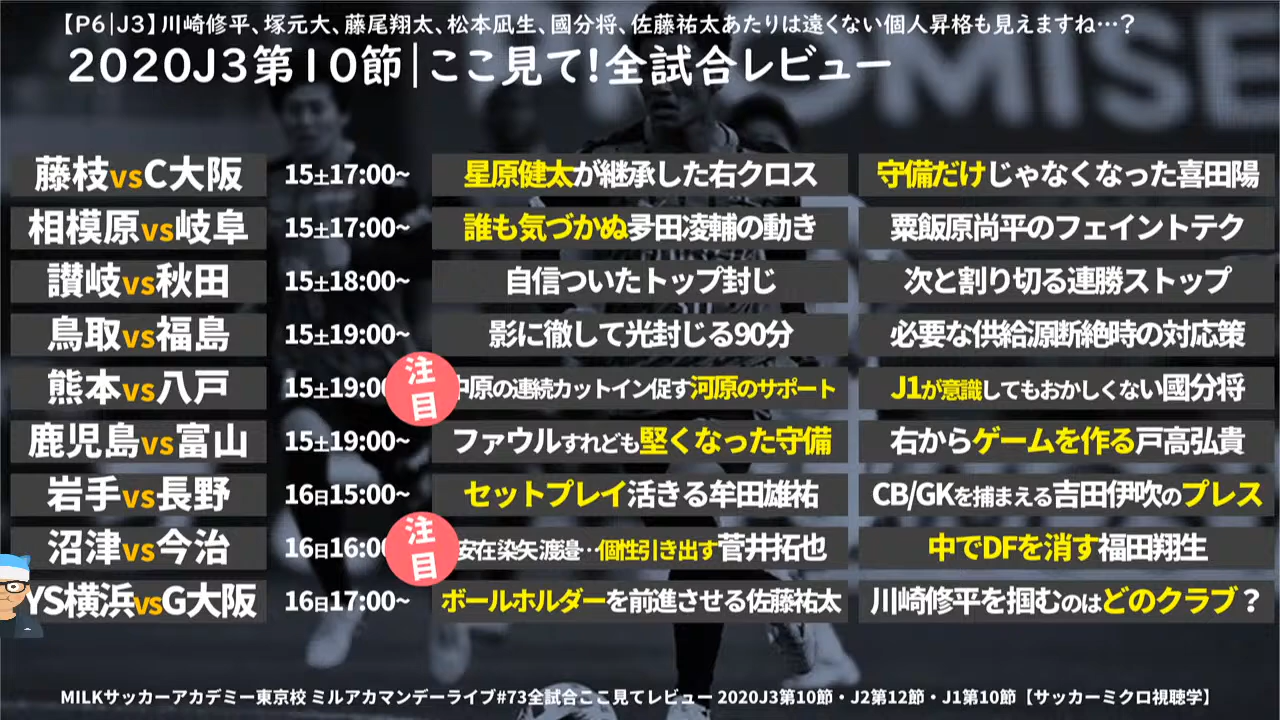 【P6|J3】川崎修平、塚元大、藤尾翔太、松本凪生、國分将、佐藤祐太あたりは遠くない個人昇格も見えますね…?
2020J3第10節|ここ見て!全試合レビュー
OMISE
藤枝vsC大阪 15土17:00~ 星原健太が継承した右クロス 守備だけじゃなくなった喜田陽
相模原vs岐阜 15土17:00~ 誰も気づかぬ夛田凌輔の動き 粟飯原尚平のフェイントテク
讃岐vs秋田 15土18:00~ 自信ついたトップ封じ 次と割り切る連勝ストップ
鳥取vs福島 15土19:00~ 影に徹して光封じる90分 必要な供給源断絶時の対応策
熊本vs八戸 15土19:0 注目 中原の連続カットイン促す河原のサポート J1が意識してもおかしくない國分将
鹿児島vs富山 15土19:00~ ファウルすれども堅くなった守備 右からゲームを作る戸高弘貴
岩手vs長野 16日15:00~ セットプレイ活きる牟田雄祐 CB/GKを捕まえる吉田伊吹のプレス
沼津vs今治 16日16:0 注目 安在染矢渡邉…個性引き出す菅井拓也 中でDFを消す福田翔生
YS横浜vsG大阪 16日17:00~ ボールホルダーを前進させる佐藤祐太 川崎修平を掴むのはどのクラブ?
MILKサッカーアカデミー東京校 ミルアカマンデーライブ#73全試合ここ見てレビュー 2020J3第10節・J2第12節・J1第10節【サッカーミクロ視聴学】